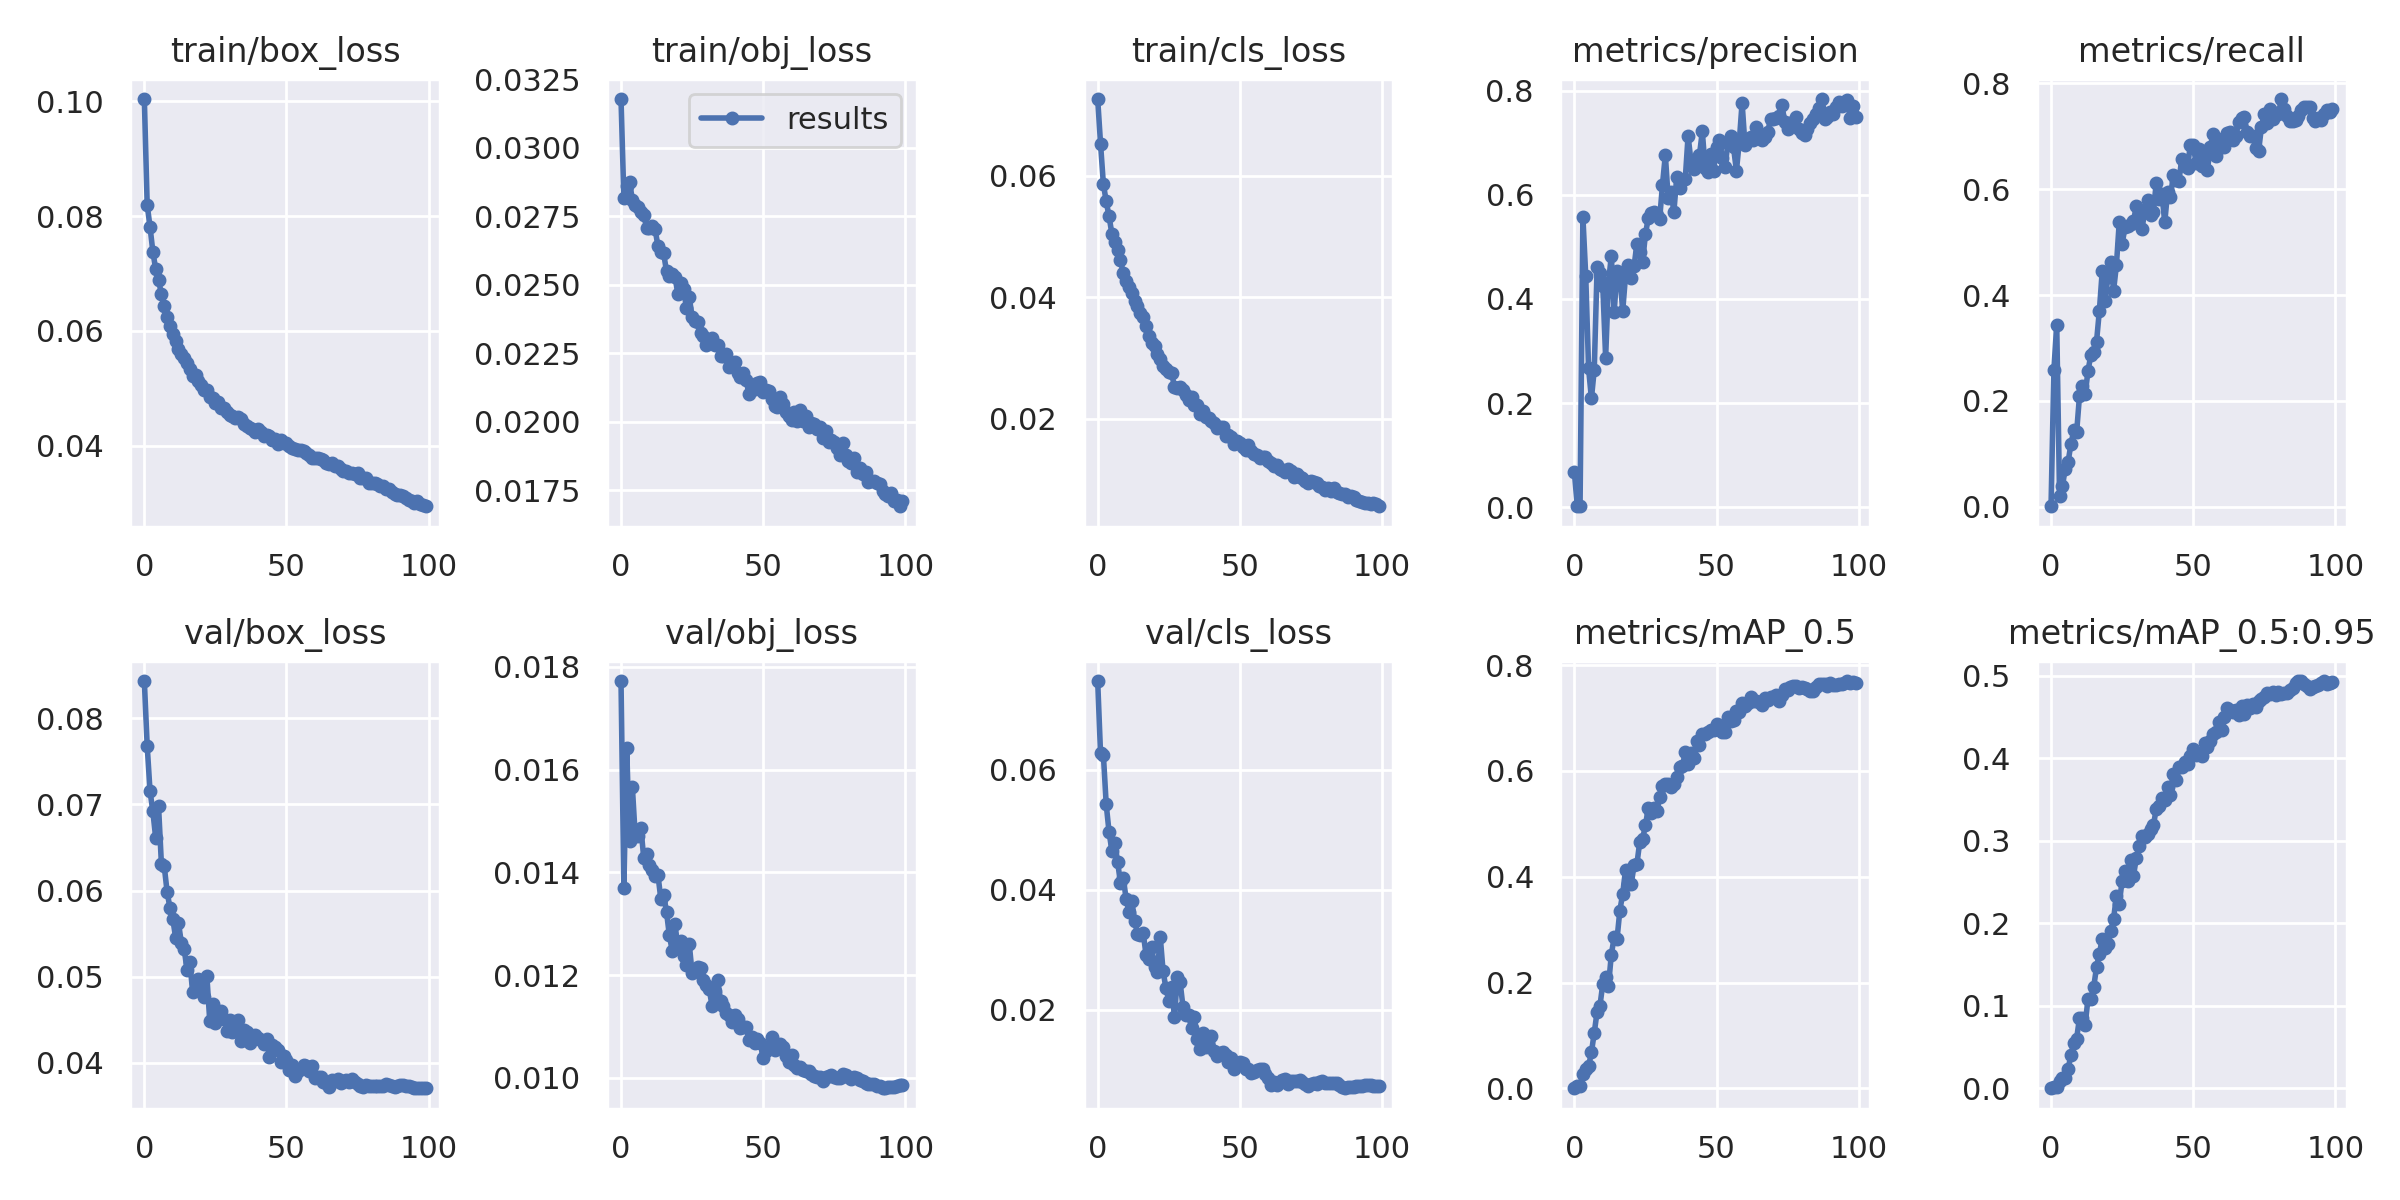 train/box_loss
0.10
0.08
0.06
0.04
0 50 100
train/obj_loss
results
0.0325
0.0300
0.0275
0.0250
0.0225
0.0200
0.0175
0 50 100
train/cls_loss
0.06
0.04
0.02
0 50 100
metrics/precision
0.8
0.6
0.4
0.2
0.0
0 50 100
metrics/recall
0.8
0.6
0.4
0.2
0.0
0 50 100
val/box_loss
0.08
0.07
0.06
0.05
0.04
0 50 100
val/obj_loss
0.018
0.016
0.014
0.012
0.010
0 50 100
val/cls_loss
0.06
0.04
0.02
0 50 100
metrics/mAP_0.5
0.8
0.6
0.4
0.2
0.0
0 50 100
metrics/mAP_0.5:0.95
0.5
0.4
0.3
0.2
0.1
0.0
0 50 100